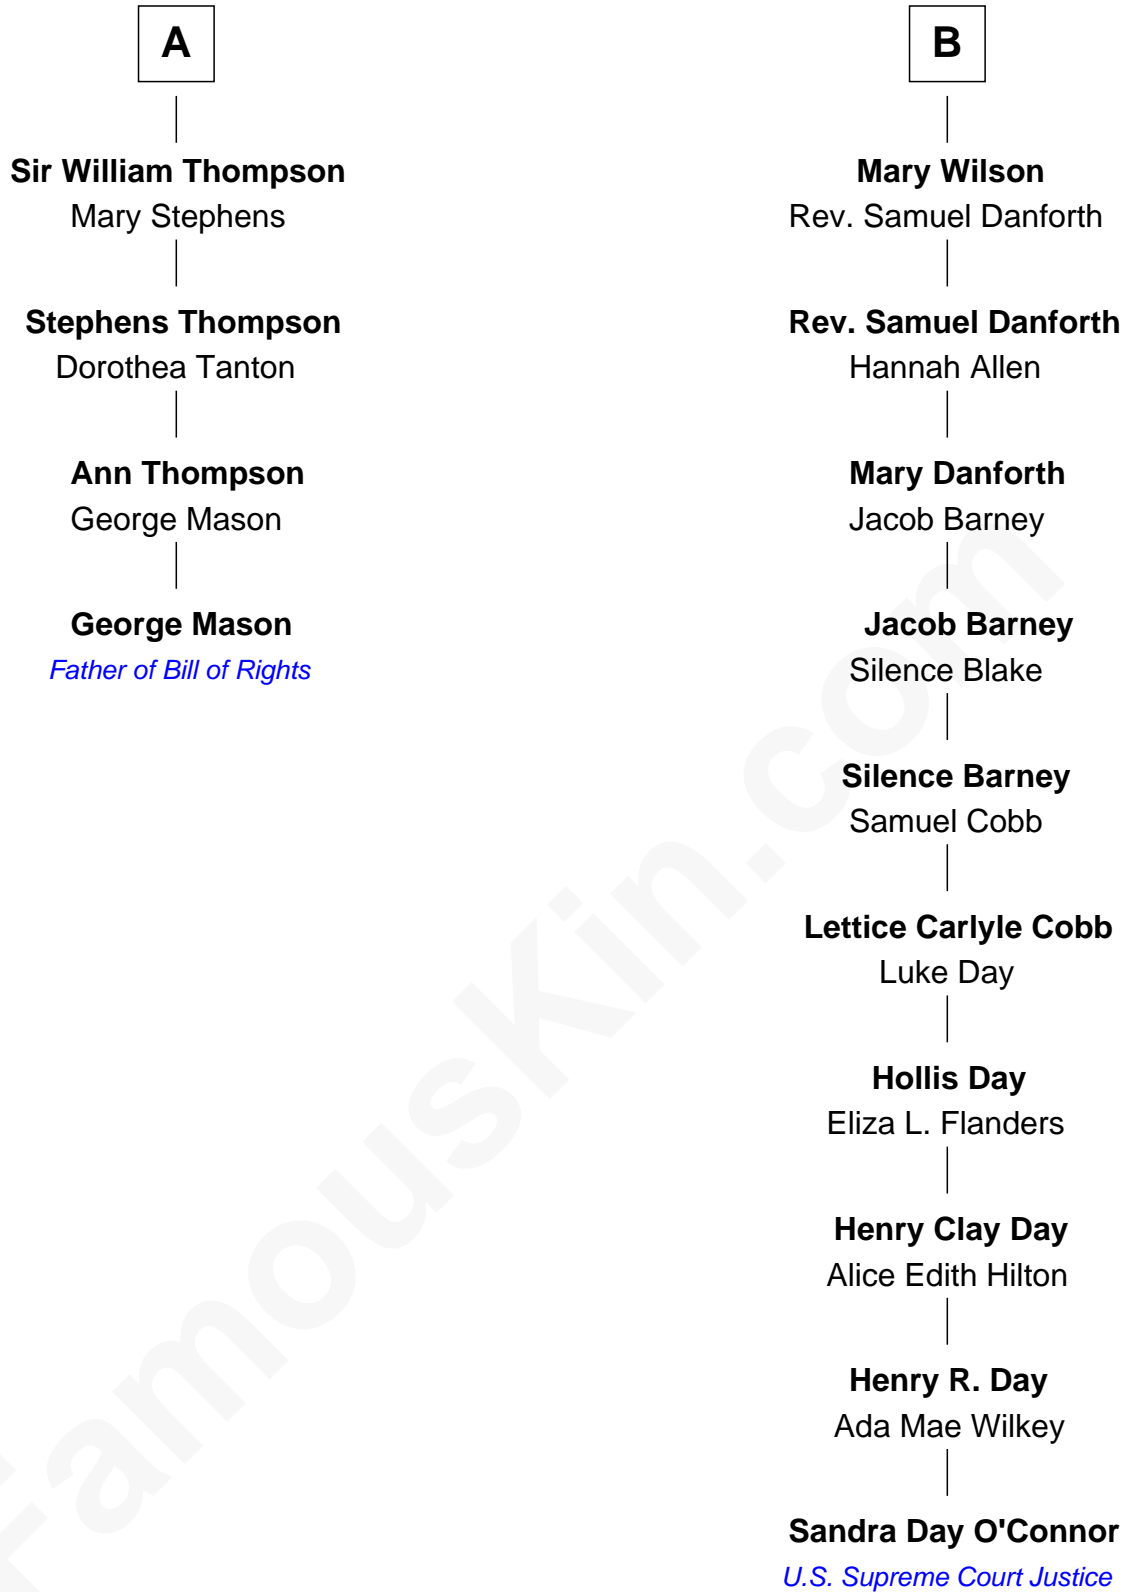 A
Sir William Thompson
Mary Stephens
Stephens Thompson
Dorothea Tanton
Ann Thompson
George Mason
George Mason
Father of Bill of Rights
B
Mary Wilson
Rev. Samuel Danforth
Rev. Samuel Danforth
Hannah Allen
Mary Danforth
Jacob Barney
Jacob Barney
Silence Blake
Silence Barney
Samuel Cobb
Lettice Carlyle Cobb
Luke Day
Hollis Day
Eliza L. Flanders
Henry Clay Day
Alice Edith Hilton
Henry R. Day
Ada Mae Wilkey
Sandra Day O'Connor
U.S. Supreme Court Justice
FamousKin.com